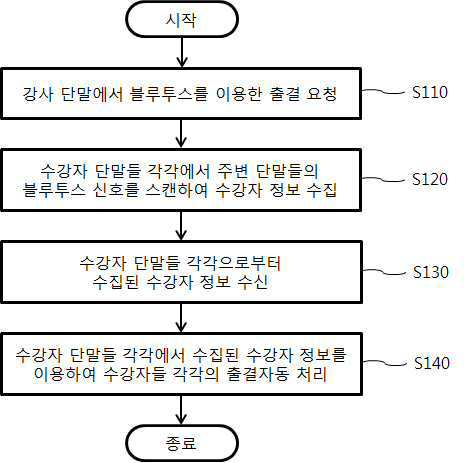 시작
강사 단말에서 블루투스를 이용한 출결 요청
S110
수강자 단말들 각각에서 주변 단말들의
블루투스 신호를 스캔하여 수강자 정보 수집
S120
수강자 단말들 각각으로부터
수집된 수강자 정보 수신
S130
수강자 단말들 각각에서 수집된 수강자 정보를
이용하여 수강자들 각각의 출결자동 처리
S140
종료